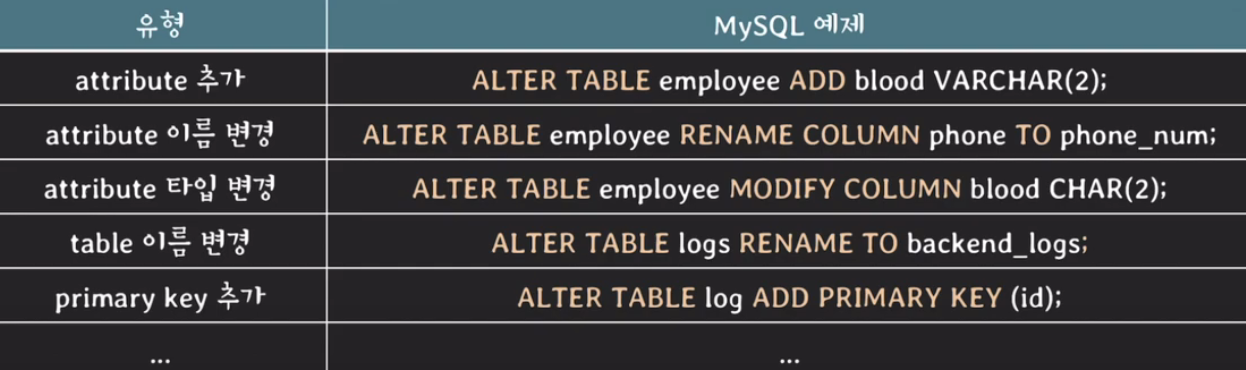 유형 MySQL 예제
attribute 추가 ALTER TABLE employee ADD blood VARCHAR(2);
attribute 이름 변경 ALTER TABLE employee RENAME COLUMN phone TO phone_num;
attribute 타입 변경 ALTER TABLE employee MODIFY COLUMN blood CHAR(2);
table 이름 변경 ALTER TABLE logs RENAME TO backend_logs;
primary key 추가 ALTER TABLE log ADD PRIMARY KEY (id);
... ...